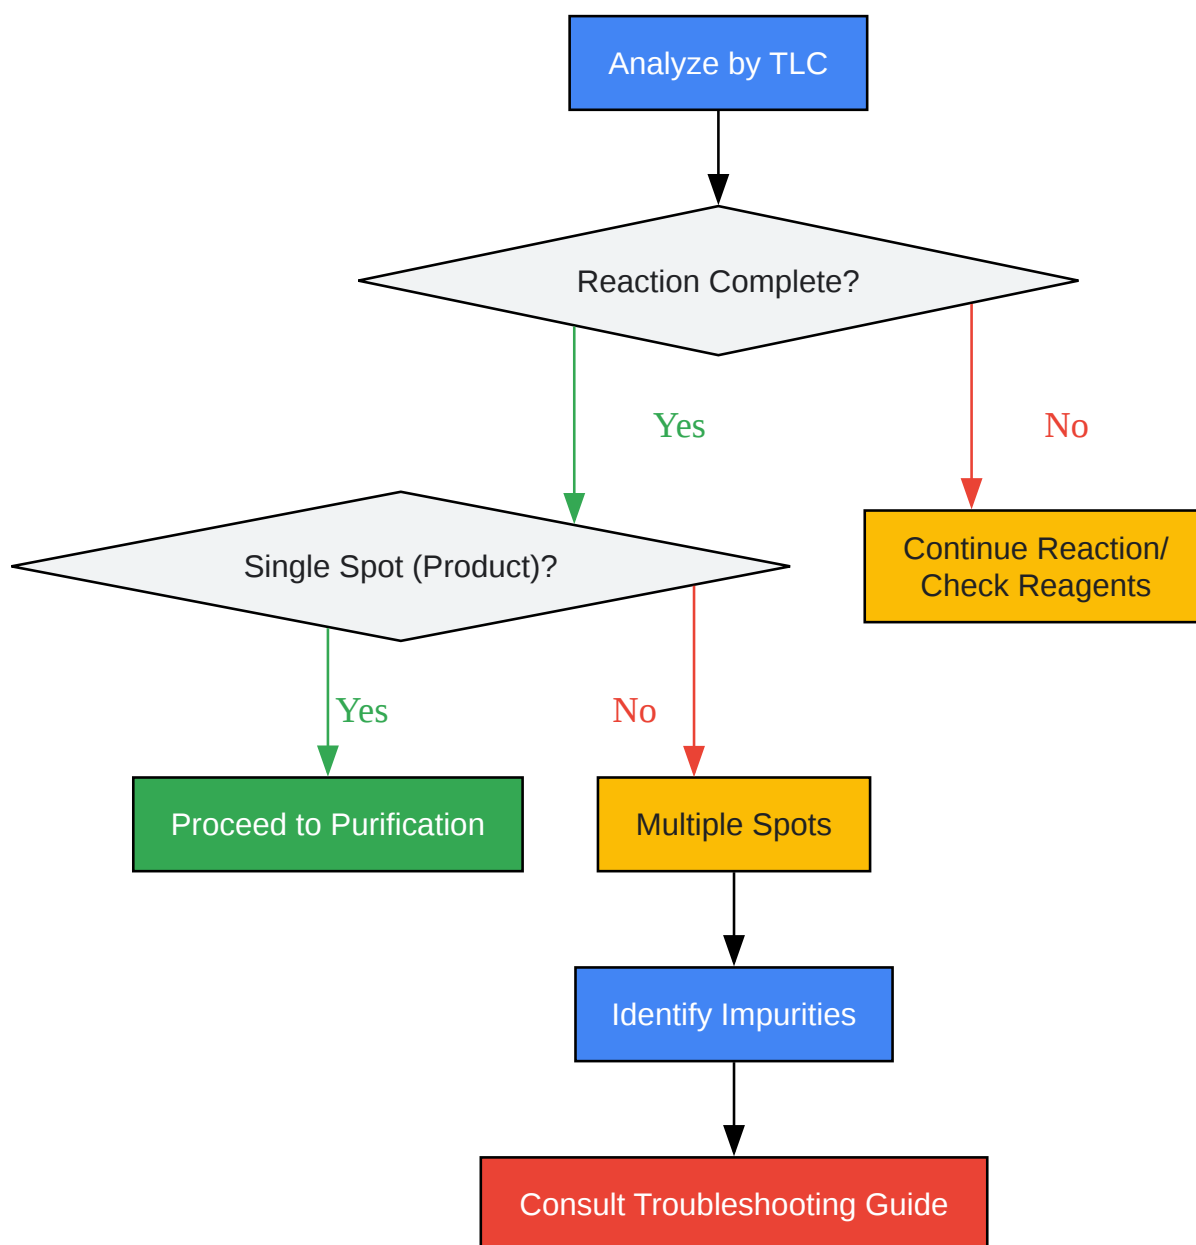 Analyze by TLC
Reaction Complete?
Yes
No
Single Spot (Product)?
Continue Reaction/
Check Reagents
Yes
No
Proceed to Purification
Multiple Spots
Identify Impurities
Consult Troubleshooting Guide